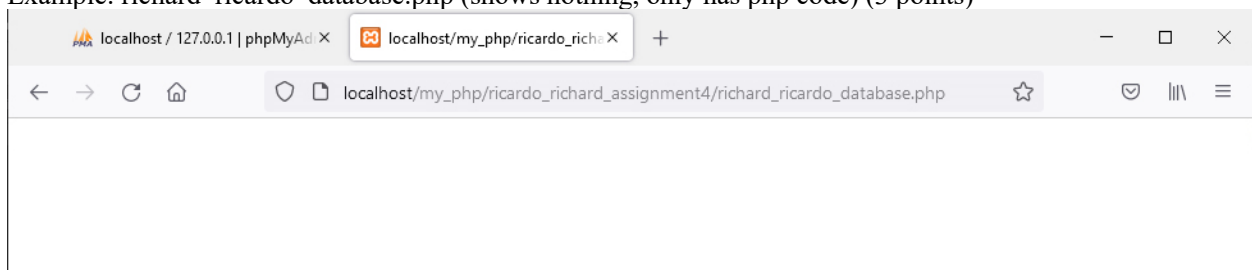 Example: richard_ricardo_database.php (shows nothing, only has php code) (5 points)
PMA localhost / 127.0.0.1 | phpMyAd
localhost/my_php/ricardo_richa
localhost/my_php/ricardo_richard_assignment4/richard_ricardo_database.php